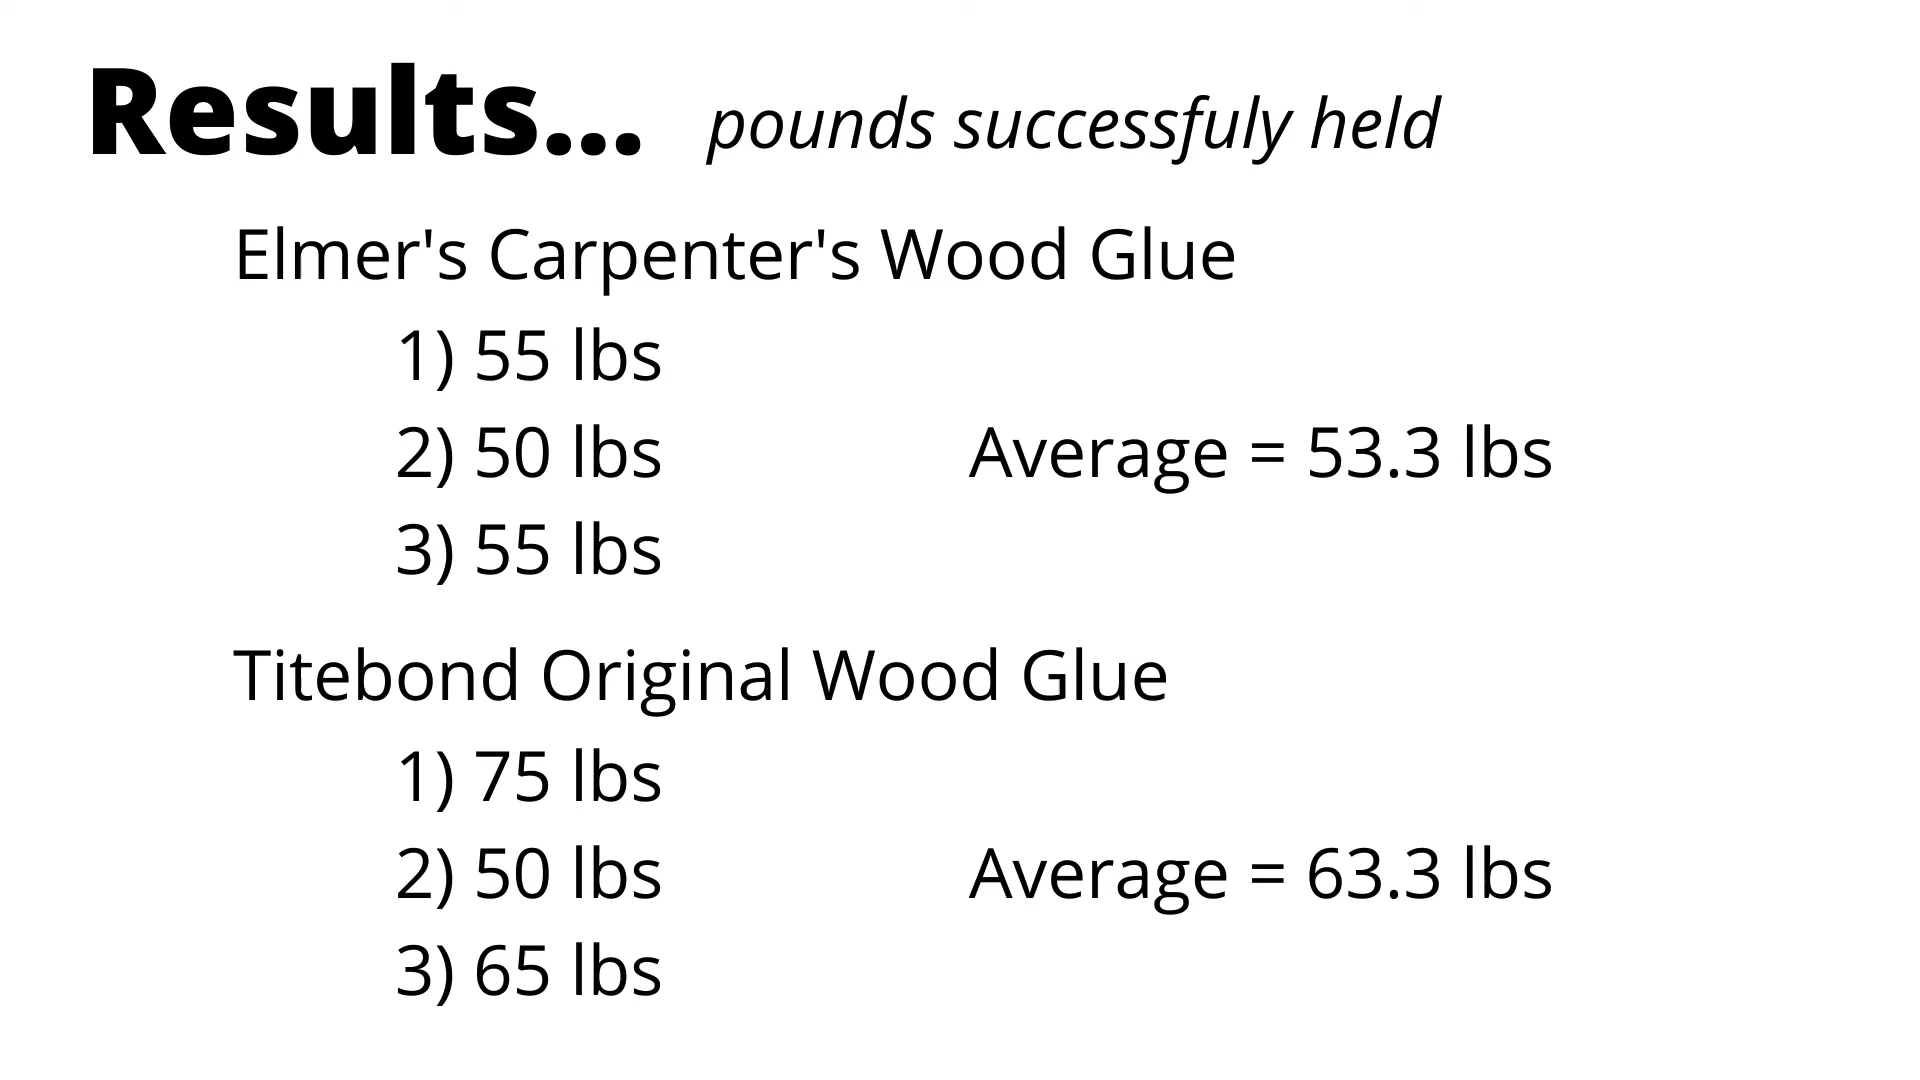 Results... pounds successfuly held
Elmer's Carpenter's Wood Glue
1) 55 lbs
2) 50 lbs Average = 53.3 lbs
3) 55 lbs
Titebond Original Wood Glue
1) 75 lbs
2) 50 lbs Average = 63.3 lbs
3) 65 lbs